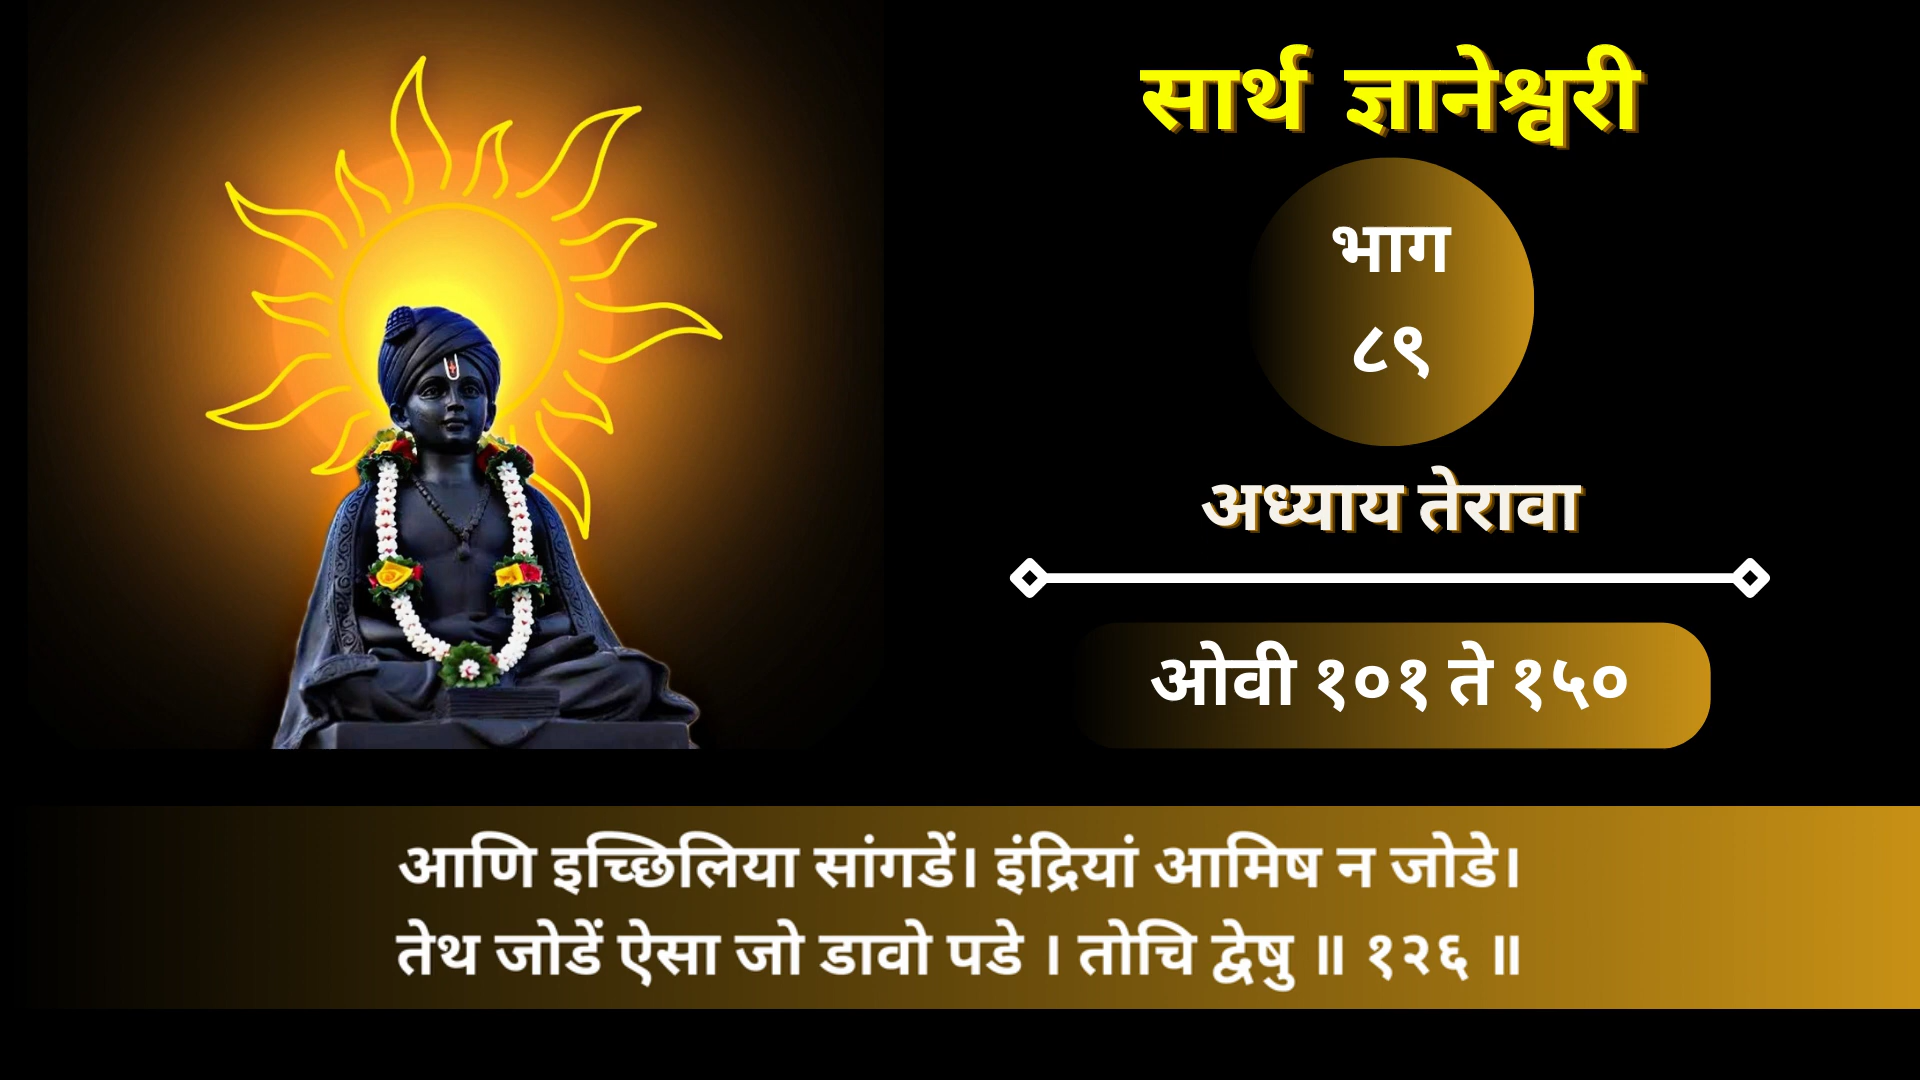 सार्थ ज्ञानेश्वरी
भाग
८९
अध्याय तेरावा
ओवी १०१ ते १५०
आणि इच्छिलिया सांगडें। इंद्रियां आमिष न जोडे।
तेथ जोडें ऐसा जो डावो पडे । तोचि द्वेषु ॥ १२६ ॥